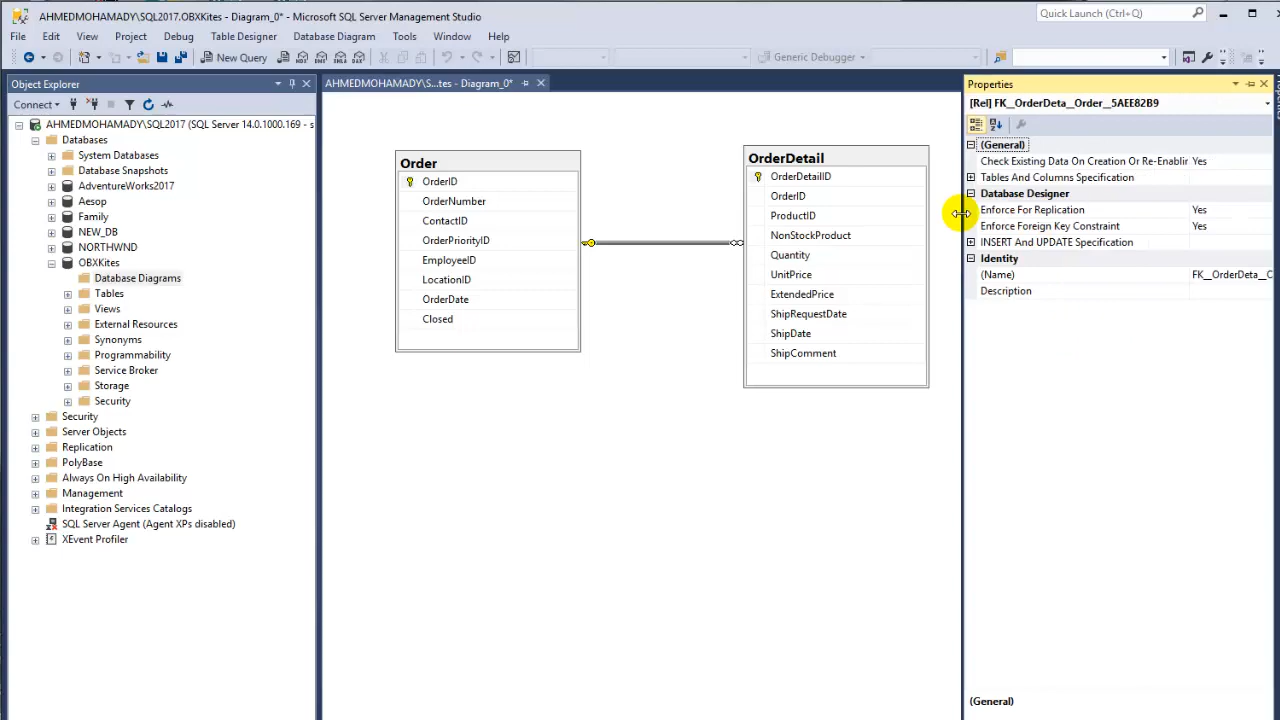 AHMEDMOHAMADY\SQL2017.OBXKites - Diagram_0* - Microsoft SQL Server Management Studio
Quick Launch (Ctrl+Q)
File Edit View Project Debug Table Designer Database Diagram Tools Window Help
New Query
Generic Debugger
Object Explorer
Connect
AHMEDMOHAMADY\SQL2017 (SQL Server 14.0.1000.169 - s
Databases
System Databases
Database Snapshots
AdventureWorks2017
Aesop
Family
NEW_DB
NORTHWND
OBXKites
Database Diagrams
Tables
Views
External Resources
Synonyms
Programmability
Service Broker
Storage
Security
Security
Server Objects
Replication
PolyBase
Always On High Availability
Management
Integration Services Catalogs
SQL Server Agent (Agent XPs disabled)
XEvent Profiler
AHMEDMOHAMADY\S...tes - Diagram_0*
Order
OrderID
OrderNumber
ContactID
OrderPriorityID
EmployeeID
LocationID
OrderDate
Closed
OrderDetail
OrderDetailID
OrderID
ProductID
NonStockProduct
Quantity
UnitPrice
ExtendedPrice
ShipRequestDate
ShipDate
ShipComment
Properties
[Rel] FK__OrderDeta__Order__5AEE82B9
(General)
Check Existing Data On Creation Or Re-Enablin Yes
Tables And Columns Specification
Database Designer
Enforce For Replication Yes
Enforce Foreign Key Constraint Yes
INSERT And UPDATE Specification
Identity
(Name) FK__OrderDeta__C
Description
(General)